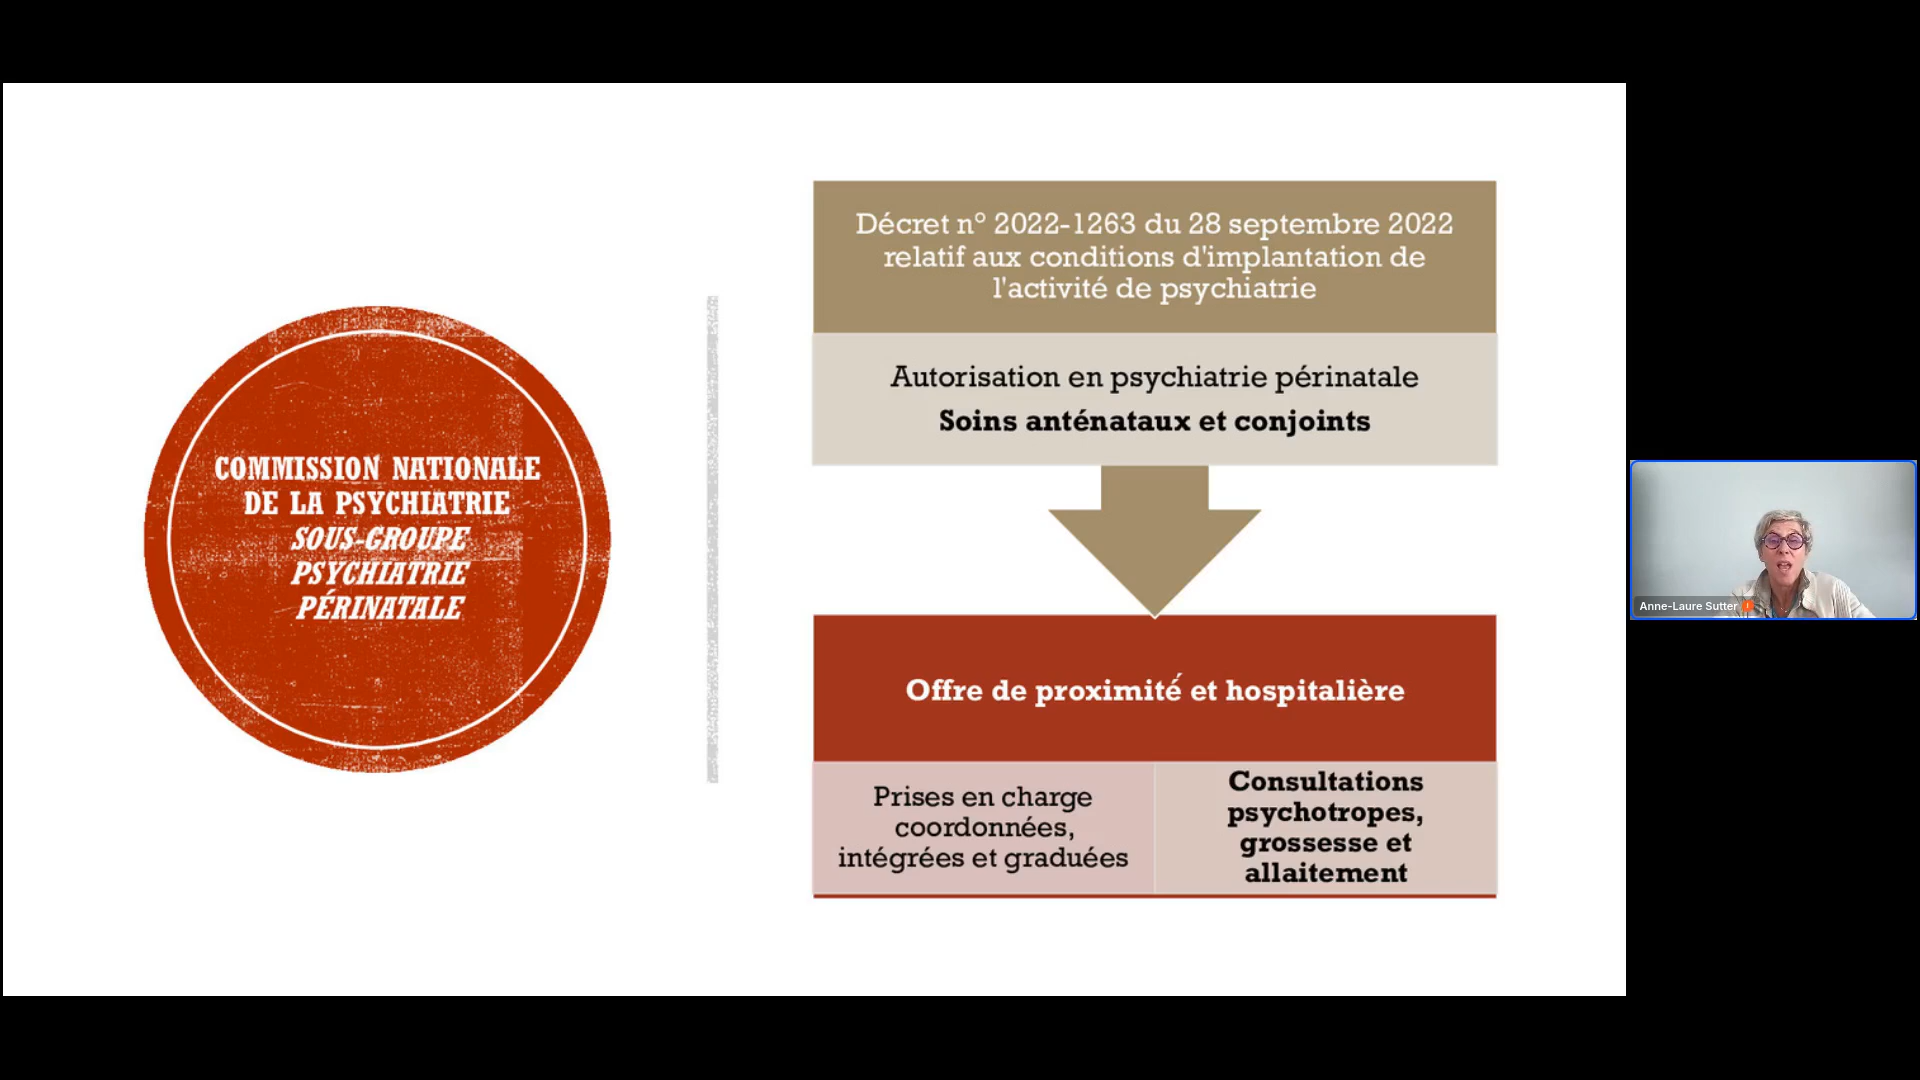 COMMISSION NATIONALE
DE LA PSYCHIATRIE
SOUS-GROUPE
PSYCHIATRIE
PÉRINATALE
Décret n° 2022-1263 du 28 septembre 2022
relatif aux conditions d'implantation de
l'activité de psychiatrie
Autorisation en psychiatrie périnatale
Soins anténataux et conjoints
Offre de proximité et hospitalière
Prises en charge
coordonnées,
intégrées et graduées
Consultations
psychotropes,
grossesse et
allaitement
Anne-Laure Sutter